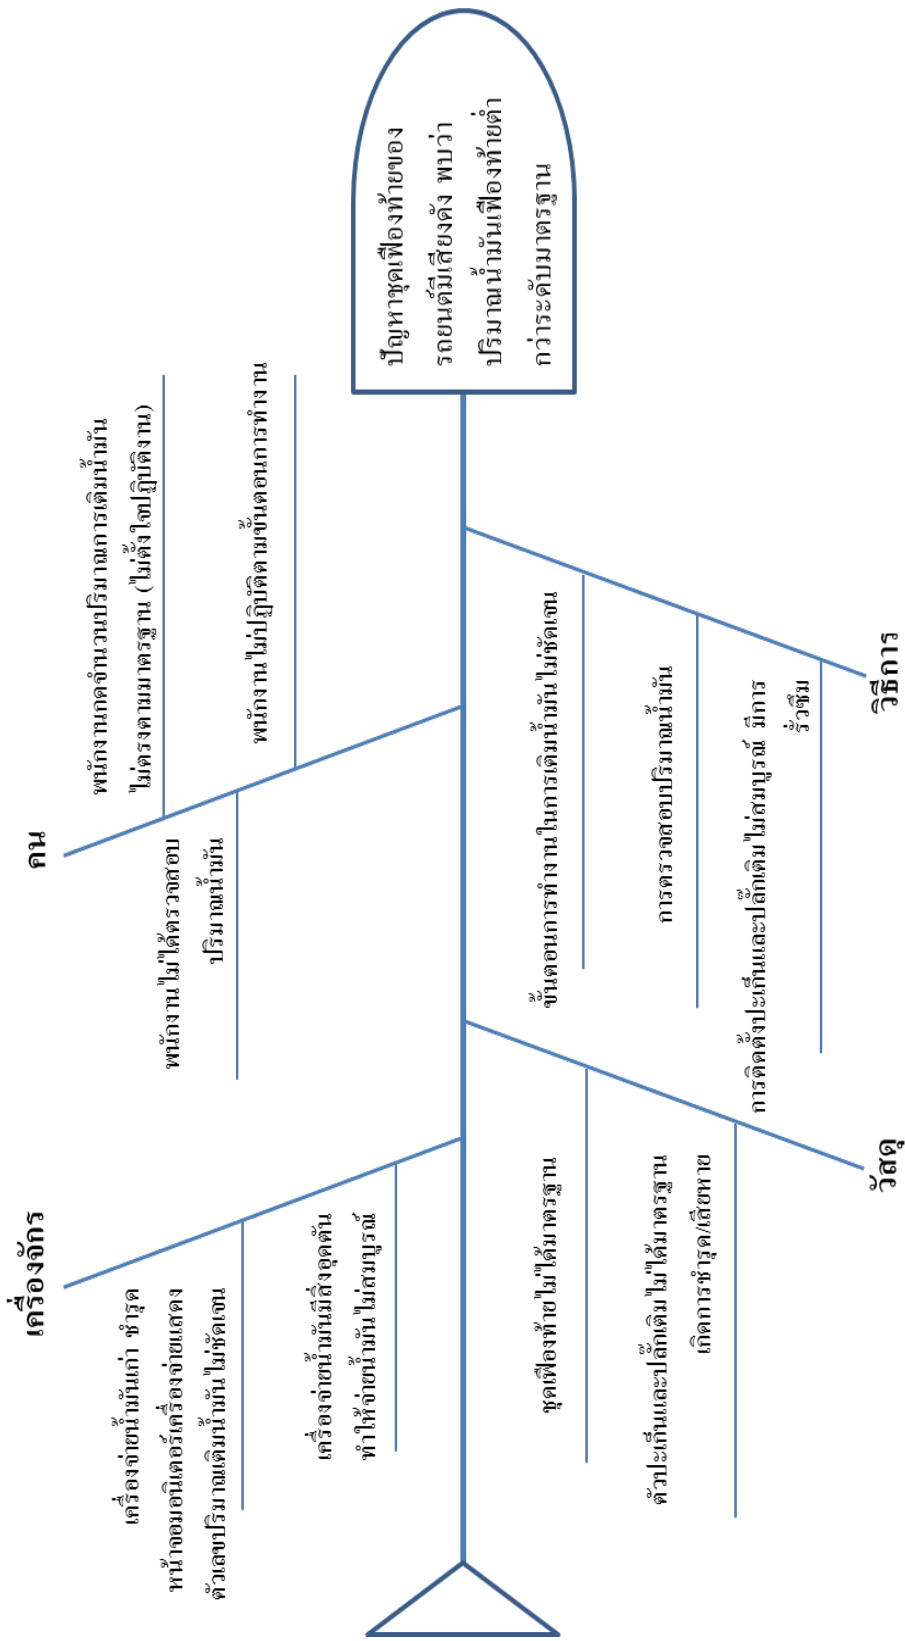 เครื่องจักร
เครื่องจ่ายน้ำมันเก่า ชำรุด
หน้าจอมอนิเตอร์เครื่องจ่ายแสดง
ตัวเลขปริมาณเติมน้ำมันไม่ชัดเจน
เครื่องจ่ายน้ำมันมีสิ่งอุดตัน
ทำให้จ่ายน้ำมันไม่สมบูรณ์
คน
พนักงานไม่ได้ตรวจสอบ
ปริมาณน้ำมัน
พนักงานกดจำนวนปริมาณการเติมน้ำมัน
ไม่ตรงตามมาตรฐาน (ไม่ตั้งใจปฏิบัติงาน)
พนักงานไม่ปฏิบัติตามขั้นตอนการทำงาน
ปัญหาชุดเฟืองท้ายของ
รถยนต์มีเสียงดัง พบว่า
ปริมาณน้ำมันเฟืองท้ายต่ำ
กว่าระดับมาตรฐาน
ชุดเฟืองท้ายไม่ได้มาตรฐาน
ตัวประเก็นและปลั๊กเติมไม่ได้มาตรฐาน
เกิดการชำรุด/เสียหาย
วัสดุ
ขั้นตอนการทำงานในการเติมน้ำมันไม่ชัดเจน
การตรวจสอบปริมาณน้ำมัน
การติดตั้งประเก็นและปลั๊กเติมไม่สมบูรณ์ มีการ
รั่วซึม
วิธีการ